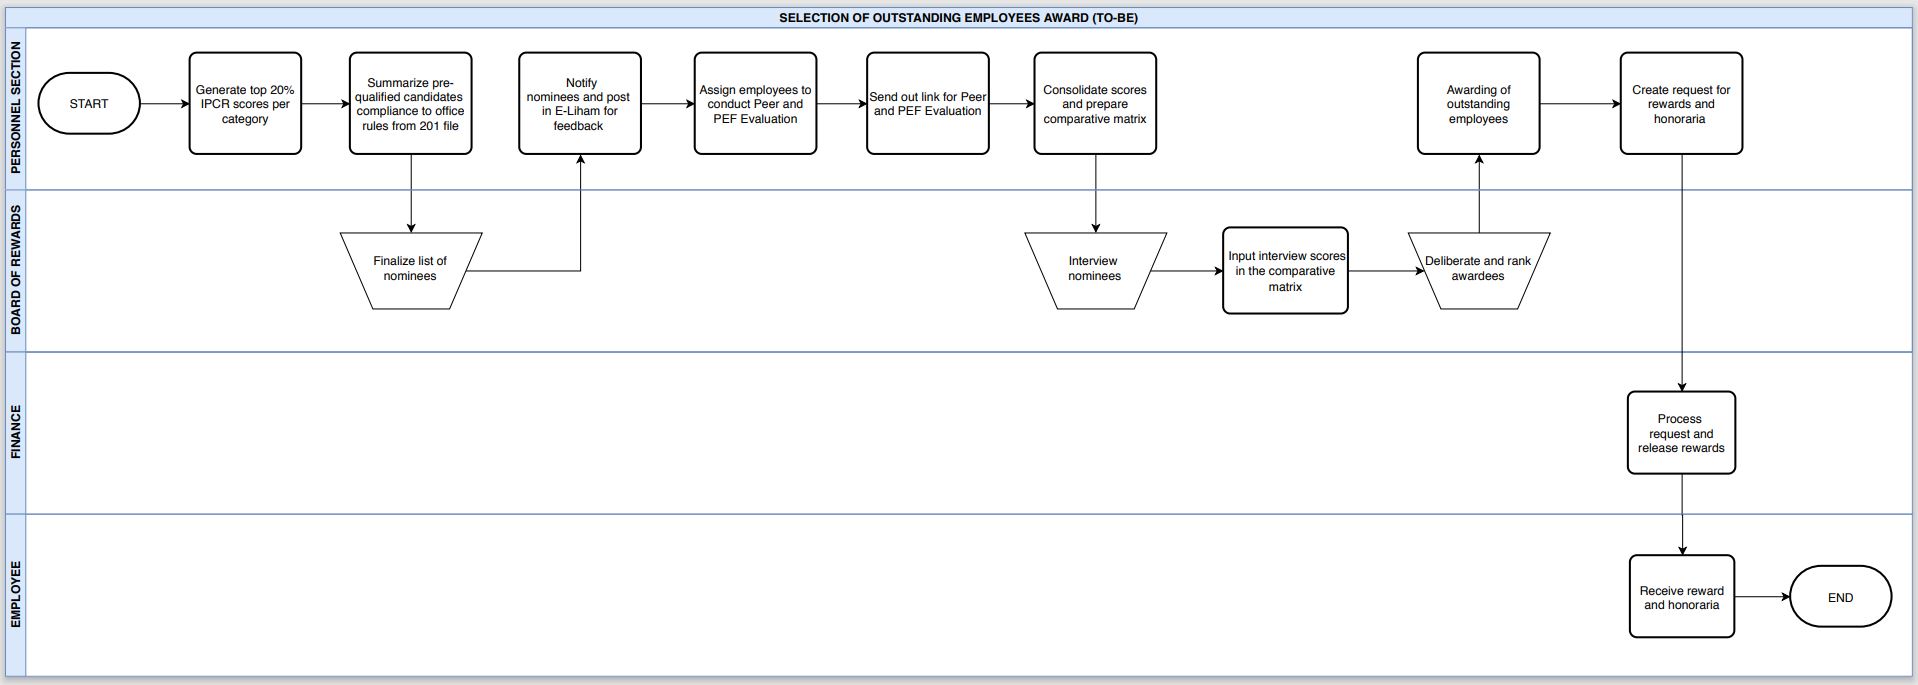 SELECTION OF OUTSTANDING EMPLOYEES AWARD (TO-BE)
PERSONNEL SECTION
START
Generate top 20%
IPCR scores per
category
Summarize pre-
qualified candidates
compliance to office
rules from 201 file
Notify
nominees and post
in E-Liham for
feedback
Assign employees to
conduct Peer and
PEF Evaluation
Send out link for Peer
and PEF Evaluation
Consolidate scores
and prepare
comparative matrix
Awarding of
outstanding
employees
Create request for
rewards and
honoraria
BOARD OF REWARDS
Finalize list of
nominees
Interview
nominees
Input interview scores
in the comparative
matrix
Deliberate and rank
awardees
FINANCE
Process
request and
release rewards
EMPLOYEE
Receive reward
and honoraria
END